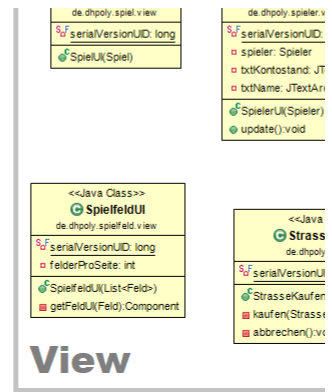 de.dhpoly.spiel.view
serialVersionUID: long
SpielUI(Spiel)
de.dhpoly.spieler.v
serialVersionUID:
spieler: Spieler
txtKontostand: JTe
txtName: JTextAre
SpielerUI(Spieler)
update():void
<<Java Class>>
SpielfeldUI
de.dhpoly.spielfeld.view
serialVersionUID: long
felderProSeite: int
SpielfeldUI(List<Feld>)
getFeldUI(Feld):Component
<<Java
Strass
de.dhpoly
serialVersionUI
StrasseKaufen
kaufen(Strasse
abbrechen():vo
View